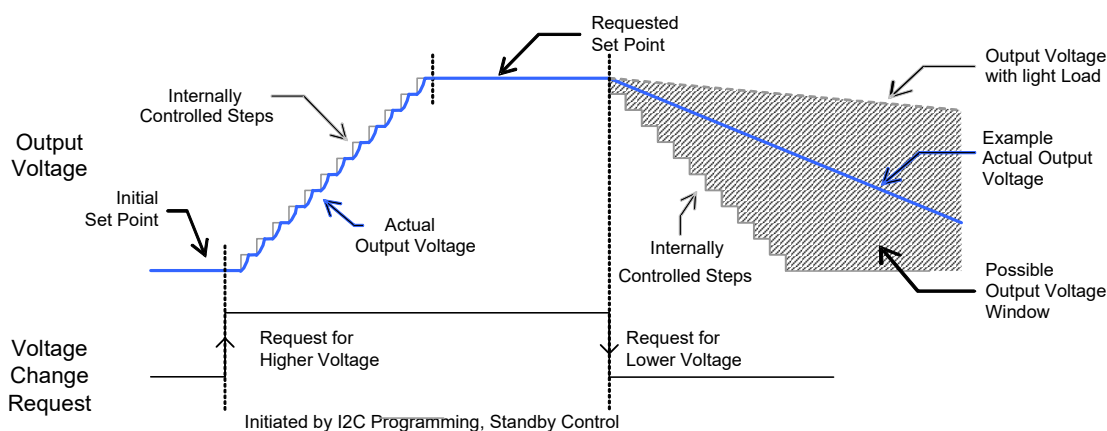 Requested
Set Point
Output Voltage
with light Load
Internally
Controlled Steps
Output
Voltage
Example
Actual Output
Voltage
Initial
Set Point
Actual
Output Voltage
Internally
Controlled Steps
Possible
Output Voltage
Window
Voltage
Change
Request
Request for
Higher Voltage
Request for
Lower Voltage
Initiated by I2C Programming, Standby Control